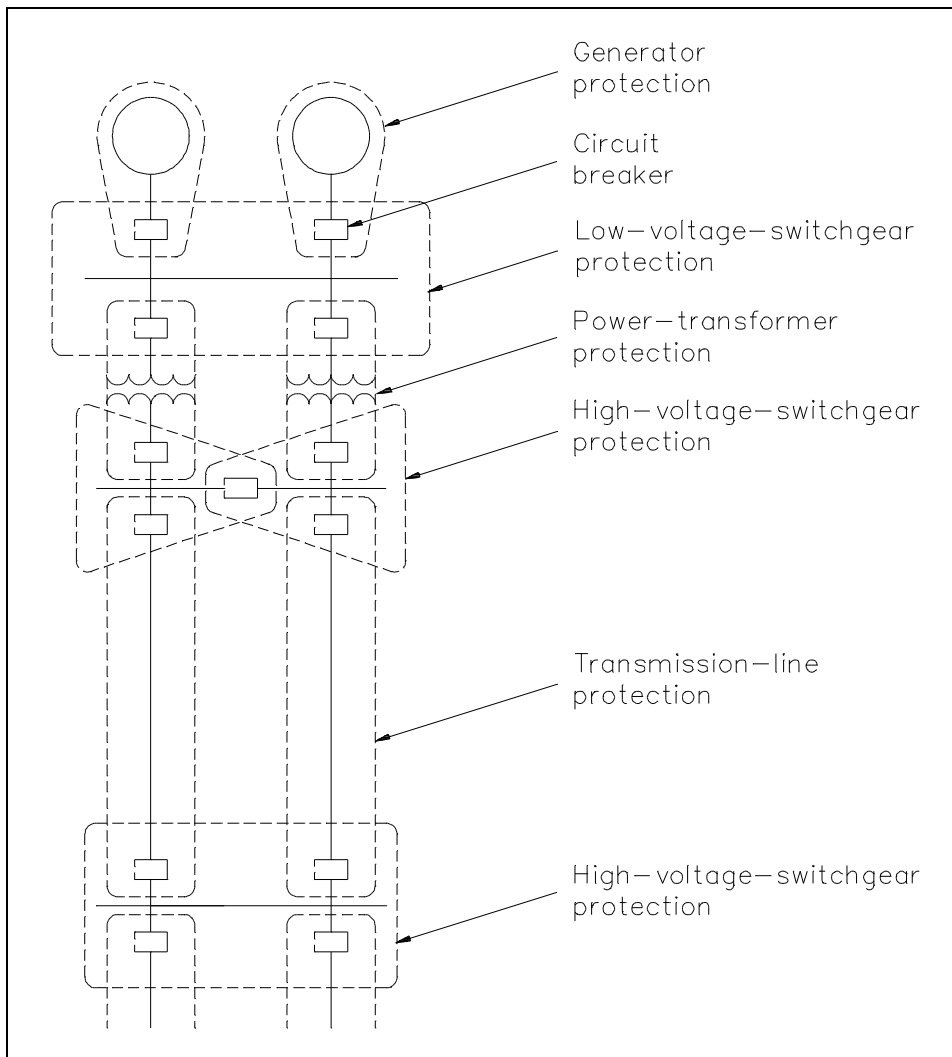 Generator
protection
Circuit
breaker
Low-voltage-switchgear
protection
Power-transformer
protection
High-voltage-switchgear
protection
Transmission-line
protection
High-voltage-switchgear
protection